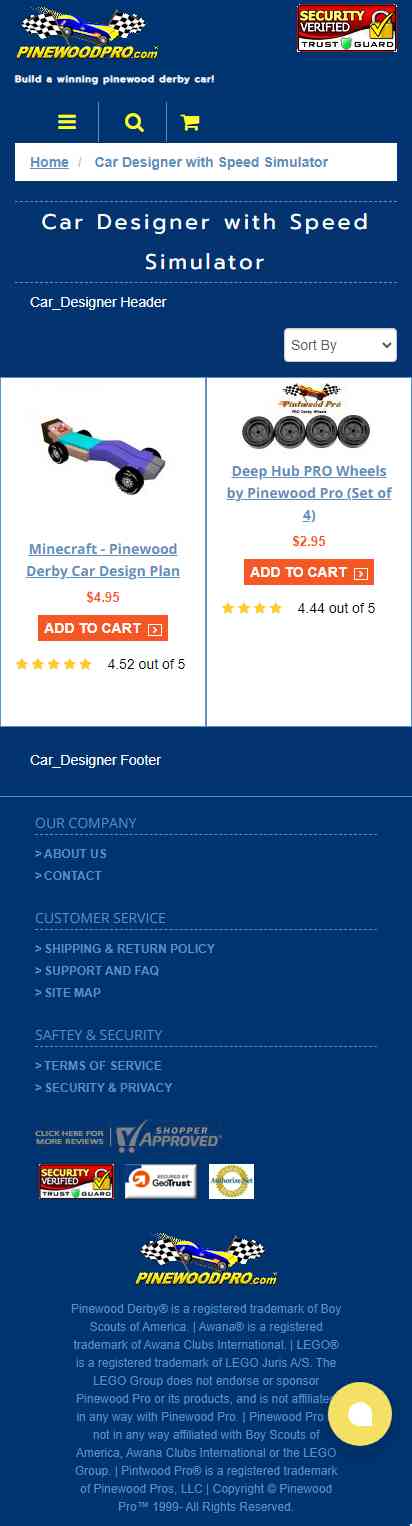 PINEWOODPRO.com
SECURITY
VERIFIED
TRUST GUARD
Build a winning pinewood derby car!
Home / Car Designer with Speed Simulator
Car Designer with Speed
Simulator
Car_Designer Header
Sort By
Minecraft - Pinewood
Derby Car Design Plan
$4.95
ADD TO CART
4.52 out of 5
Pintwood Pro
PRO Derby Wheels
Deep Hub PRO Wheels
by Pinewood Pro (Set of
4)
$2.95
ADD TO CART
4.44 out of 5
Car_Designer Footer
OUR COMPANY
> ABOUT US
> CONTACT
CUSTOMER SERVICE
> SHIPPING & RETURN POLICY
> SUPPORT AND FAQ
> SITE MAP
SAFTEY & SECURITY
> TERMS OF SERVICE
> SECURITY & PRIVACY
CLICK HERE FOR
MORE REVIEWS
SHOPPER
APPROVED
SECURITY
VERIFIED
TRUST GUARD
SECURED BY
GeoTrust
Authorize.Net
PINEWOODPRO.com
Pinewood Derby® is a registered trademark of Boy
Scouts of America. | Awana® is a registered
trademark of Awana Clubs International. | LEGO®
is a registered trademark of LEGO Juris A/S. The
LEGO Group does not endorse or sponsor
Pinewood Pro or its products, and is not affiliated
in any way with Pinewood Pro. | Pinewood Pro
not in any way affiliated with Boy Scouts of
America, Awana Clubs International or the LEGO
Group. | Pintwood Pro® is a registered trademark
of Pinewood Pros, LLC | Copyright © Pinewood
Pro™ 1999- All Rights Reserved.